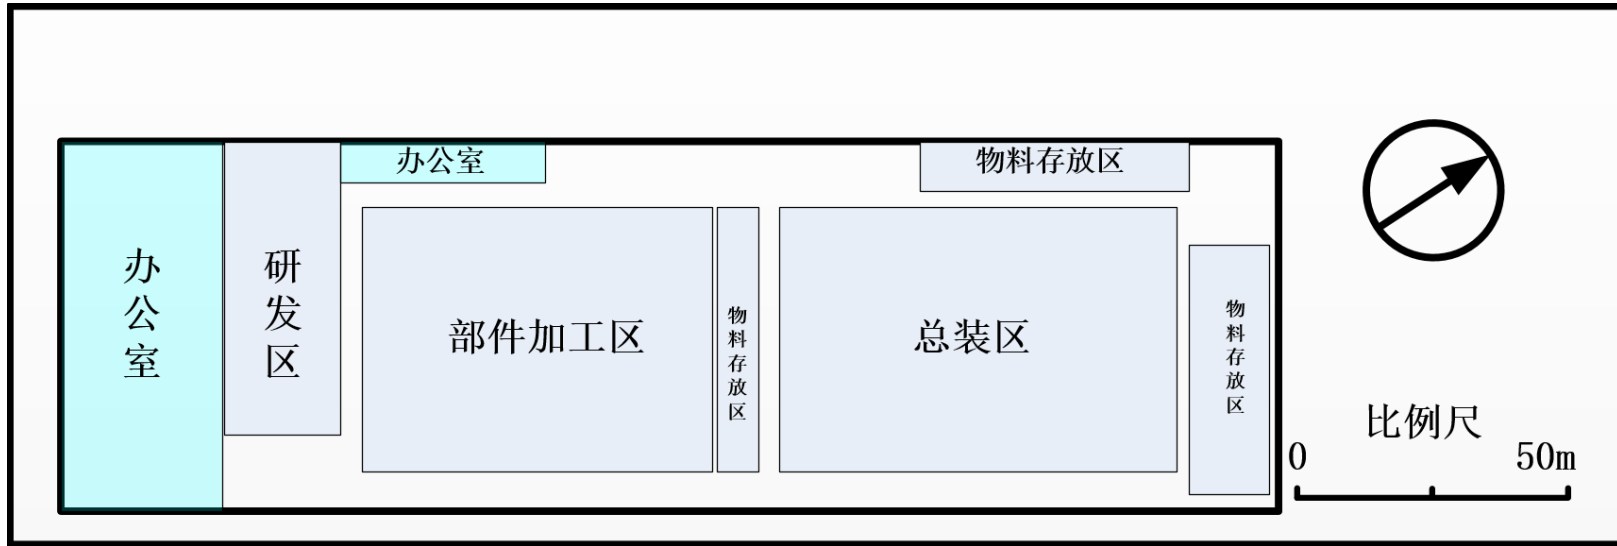 办公室
物料存放区
办公室
研发区
部件加工区
物料存放区
总装区
物料存放区
比例尺
0 50m